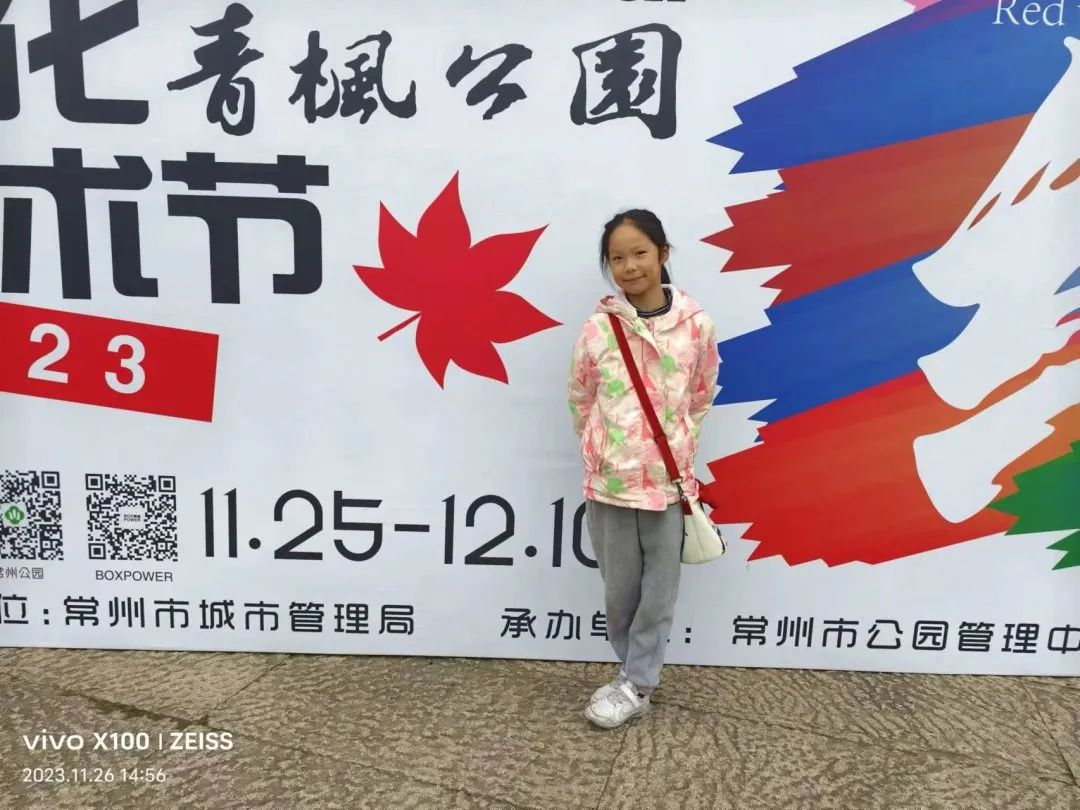 化 青楓公園
术节
23
Red
11.25-12.10
常州公园
BOXPOWER
位:常州市城市管理局 承办单 : 常州市公园管理中
vivo X100 | ZEISS
2023.11.26 14:56